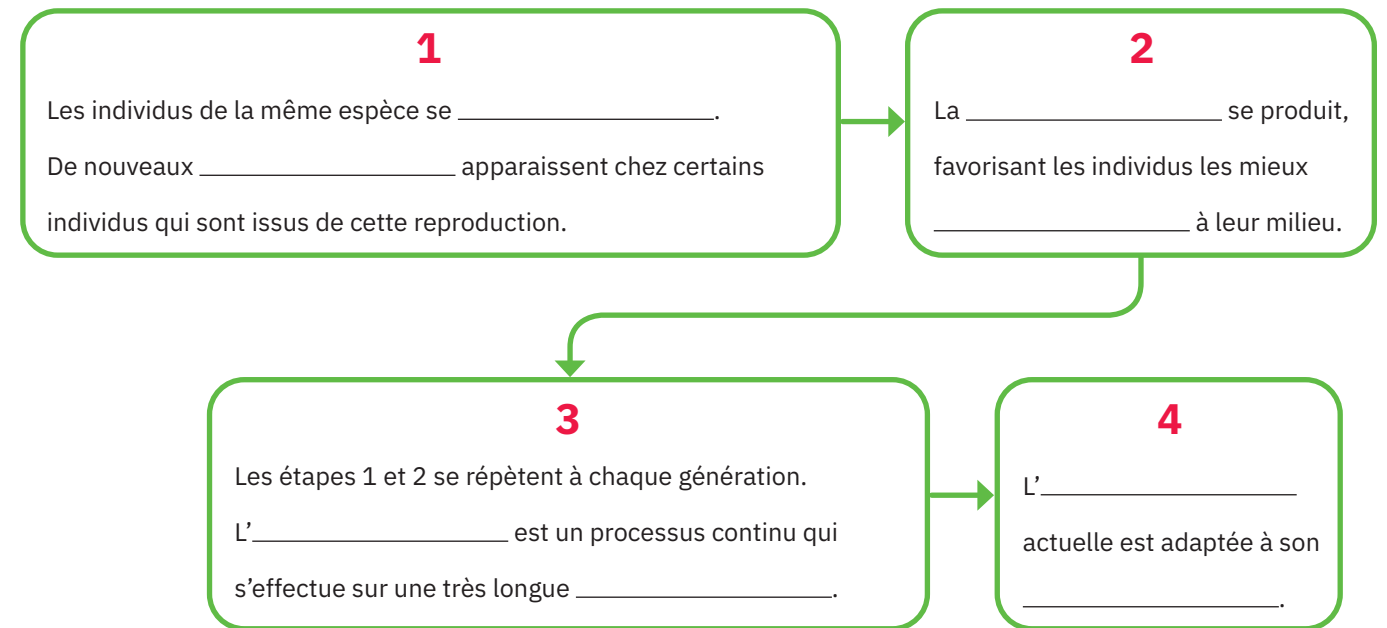 1
Les individus de la même espèce se ____________________.
De nouveaux ____________________ apparaissent chez certains
individus qui sont issus de cette reproduction.
2
La ____________________ se produit,
favorisant les individus les mieux
____________________ à leur milieu.
3
Les étapes 1 et 2 se répètent à chaque génération.
L’____________________ est un processus continu qui
s’effectue sur une très longue ____________________.
4
L’____________________
actuelle est adaptée à son
____________________.